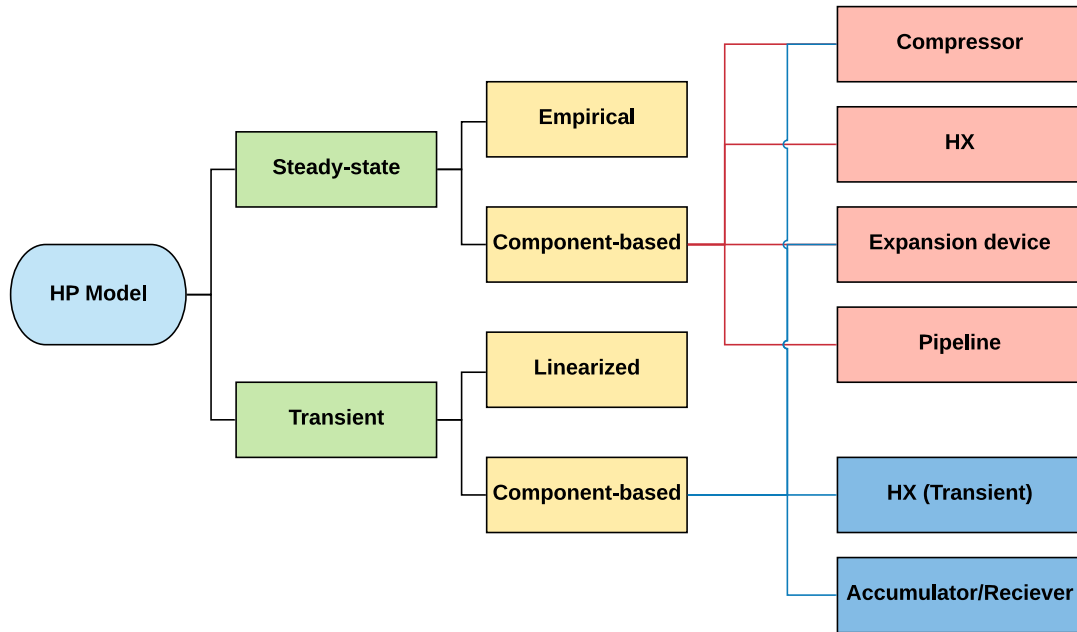 HP Model
Steady-state
Transient
Empirical
Component-based
Linearized
Component-based
Compressor
HX
Expansion device
Pipeline
HX (Transient)
Accumulator/Reciever